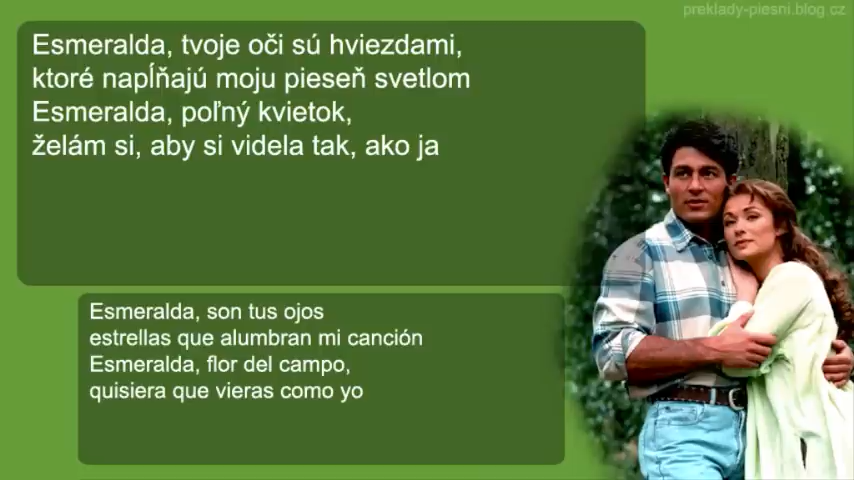 preklady-piesni.blog.cz
Esmeralda, tvoje oči sú hviezdami,
ktoré napĺňajú moju pieseň svetlom
Esmeralda, poľný kvietok,
želám si, aby si videla tak, ako ja
Esmeralda, son tus ojos
estrellas que alumbran mi canción
Esmeralda, flor del campo,
quisiera que vieras como yo